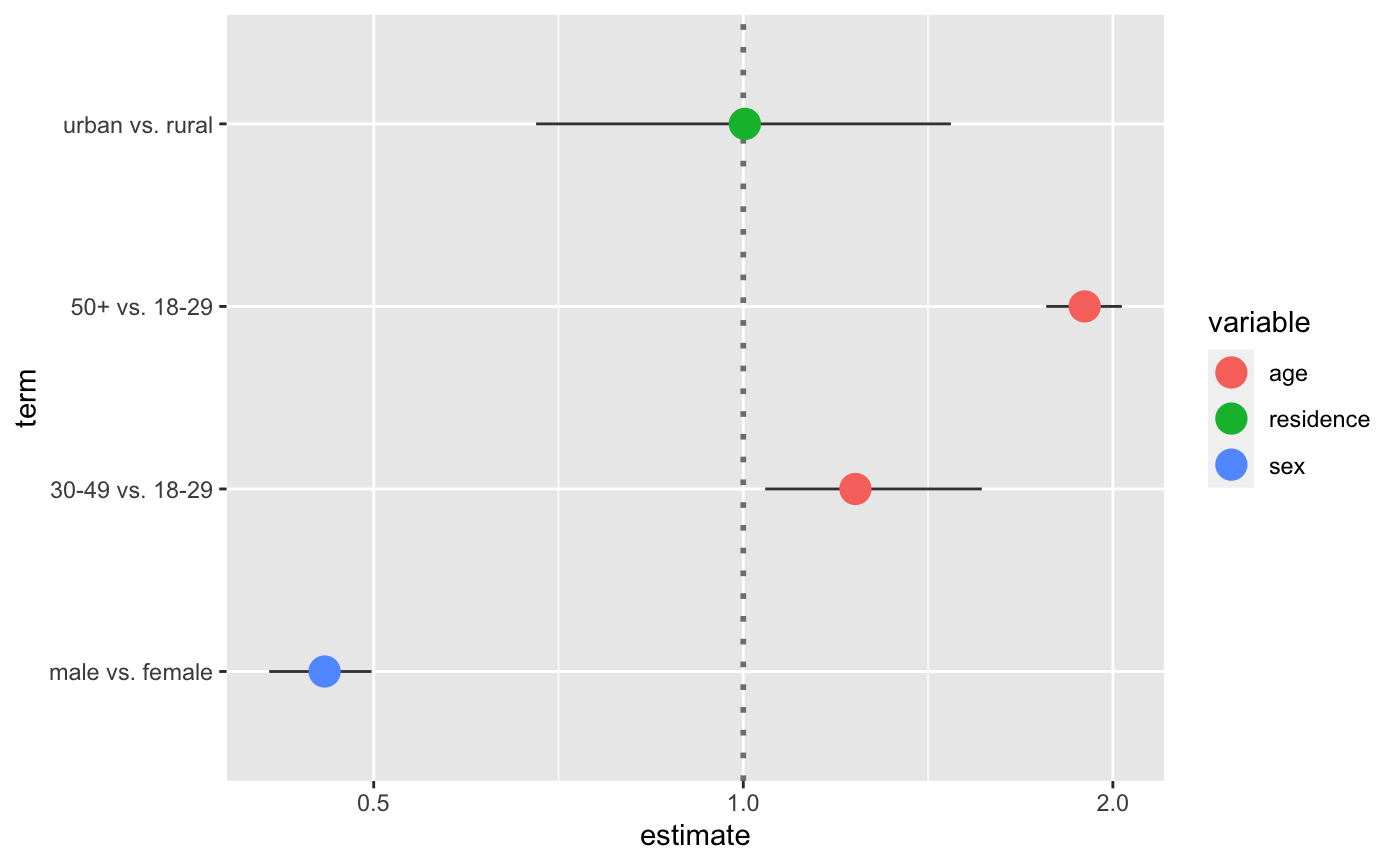 urban vs. rural
50+ vs. 18-29
30-49 vs. 18-29
male vs. female
term
0.5
1.0
2.0
estimate
variable
age
residence
sex